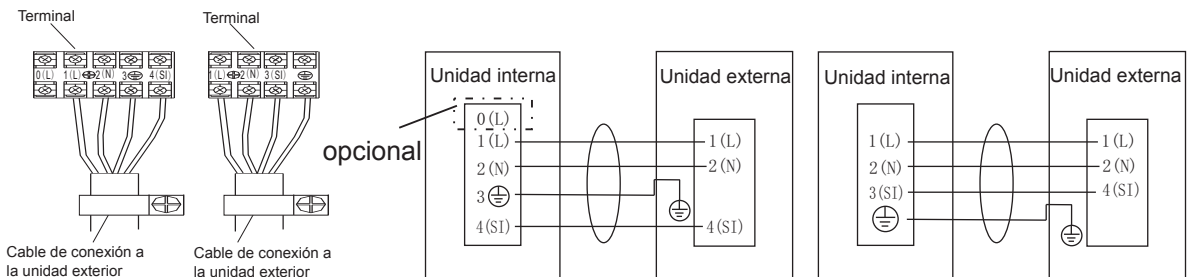 Terminal
0(L) 1(L) 2(N) 3 4(SI)
Cable de conexión a
la unidad exterior
Terminal
1(L) 2(N) 3(SI)
Cable de conexión a
la unidad exterior
Unidad interna
Unidad externa
opcional
0(L)
1(L)
2(N)
3
4(SI)
1(L)
2(N)
4(SI)
Unidad interna
Unidad externa
1(L)
2(N)
3(SI)
1(L)
2(N)
4(SI)